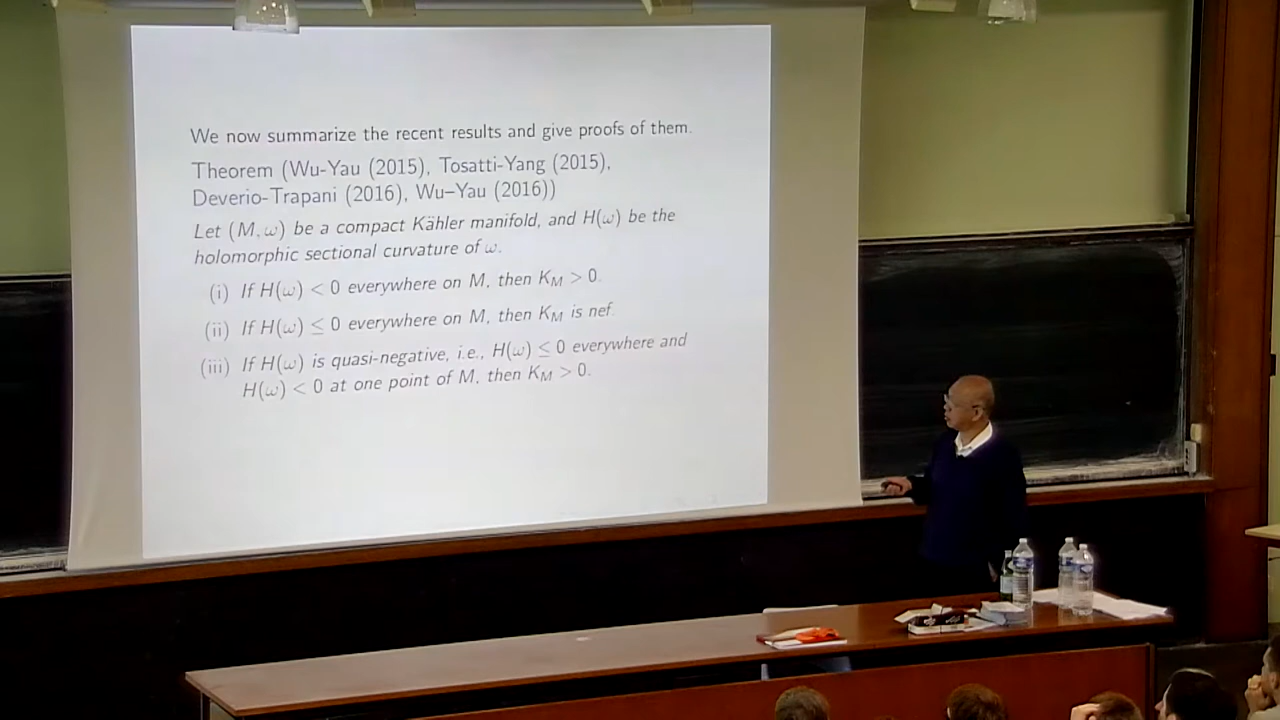 We now summarize the recent results and give proofs of them.
Theorem (Wu-Yau (2015), Tosatti-Yang (2015),
Deverio-Trapani (2016), Wu–Yau (2016))
Let (M, ω) be a compact Kähler manifold, and H(ω) be the
holomorphic sectional curvature of ω.
(i) If H(ω) < 0 everywhere on M, then K_M > 0.
(ii) If H(ω) ≤ 0 everywhere on M, then K_M is nef.
(iii) If H(ω) is quasi-negative, i.e., H(ω) ≤ 0 everywhere and
H(ω) < 0 at one point of M, then K_M > 0.